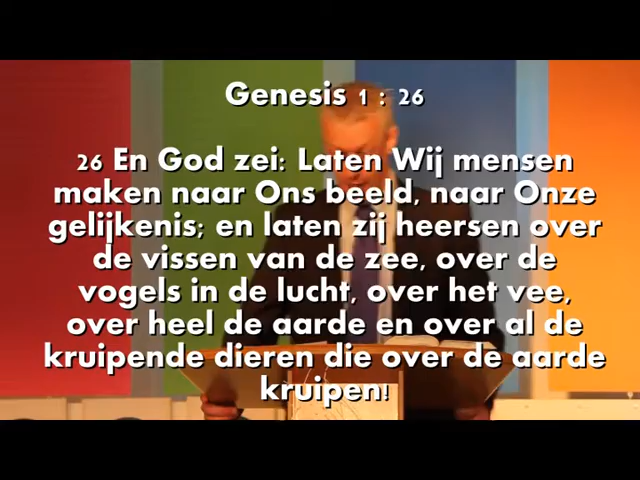 Genesis 1 : 26
26 En God zei: Laten Wij mensen
maken naar Ons beeld, naar Onze
gelijkenis; en laten zij heersen over
de vissen van de zee, over de
vogels in de lucht, over het vee,
over heel de aarde en over al de
kruipende dieren die over de aarde
kruipen!